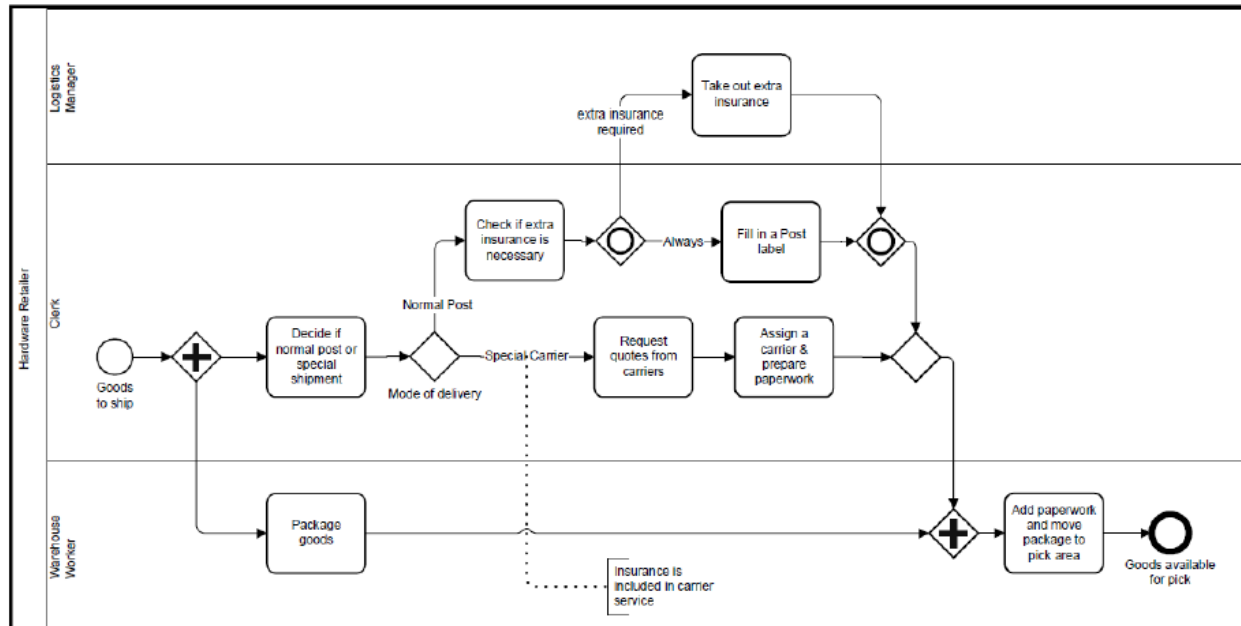 Hardware Retailer
Logistics
Manager
Take out extra
insurance
extra insurance
required
Clerk
Check if extra
insurance is
necessary
Always
Fill in a Post
label
Normal Post
Goods
to ship
Decide if
normal post or
special
shipment
Mode of delivery
Special Carrier
Request
quotes from
carriers
Assign a
carrier &
prepare
paperwork
Warehouse
Worker
Package
goods
Insurance is
included in carrier
service
Add paperwork
and move
package to
pick area
Goods available
for pick